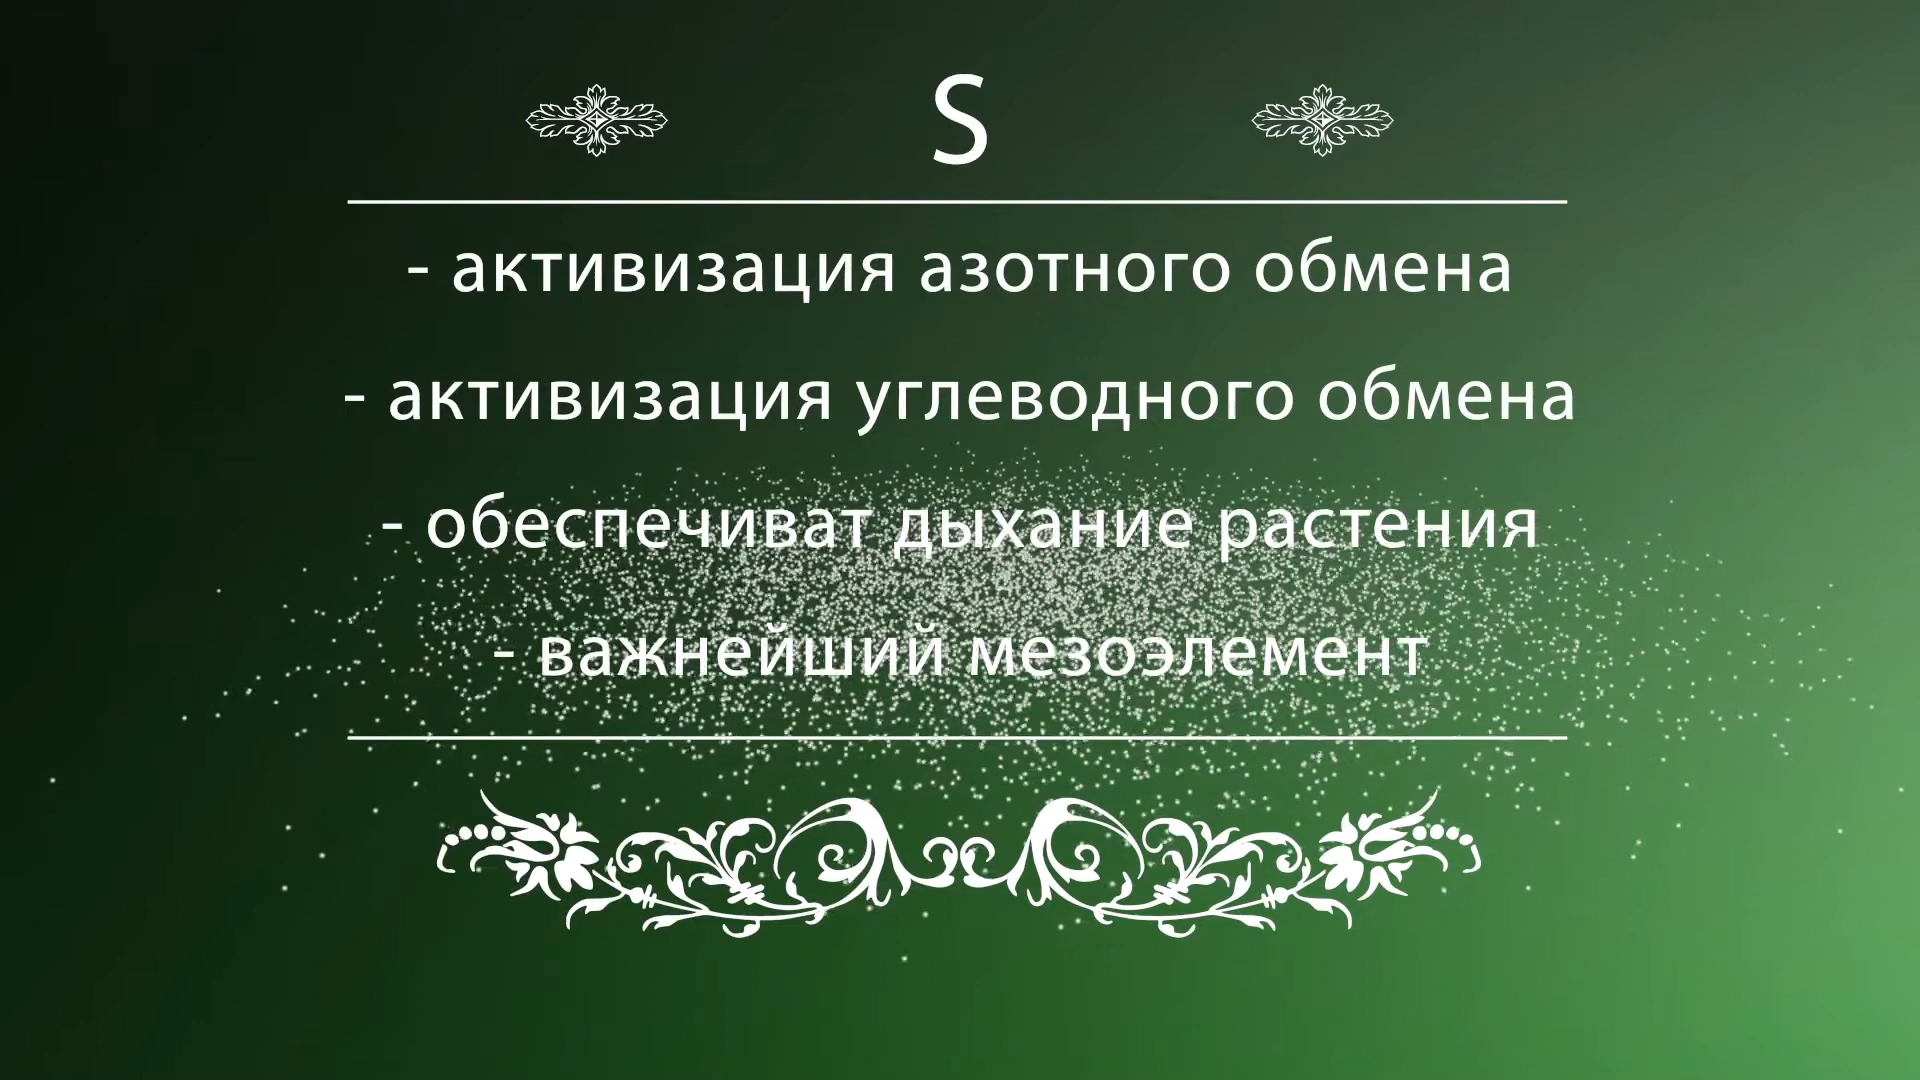 S
- активизация азотного обмена
- активизация углеводного обмена
- обеспечиват дыхание растения
- важнейший мезоэлемент